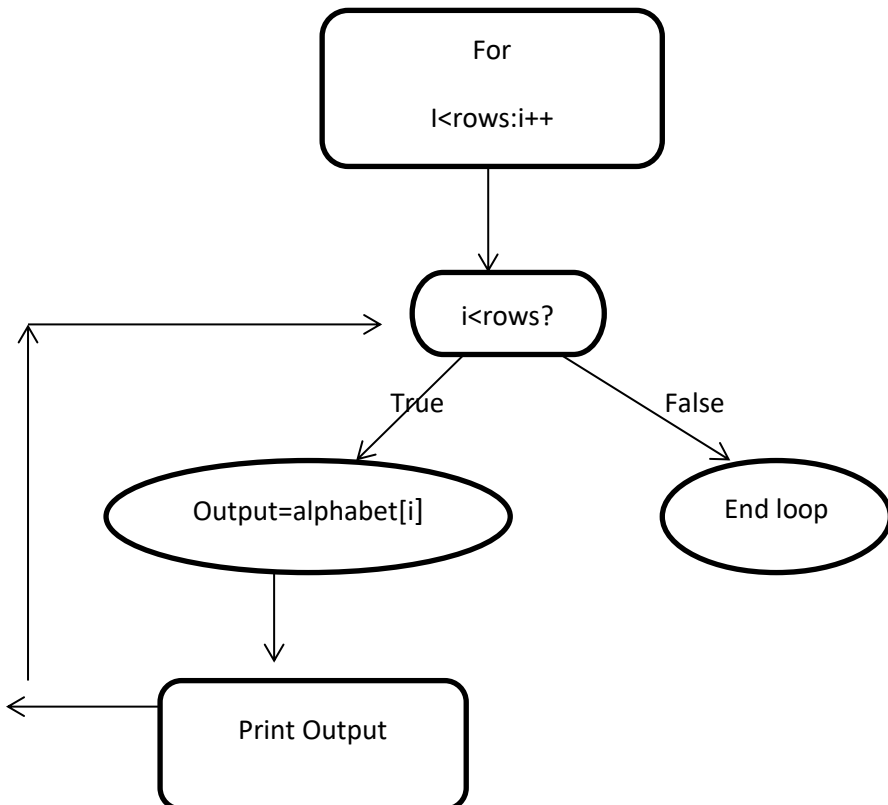 For
I<rows:i++
i<rows?
True
False
Output=alphabet[i]
End loop
Print Output